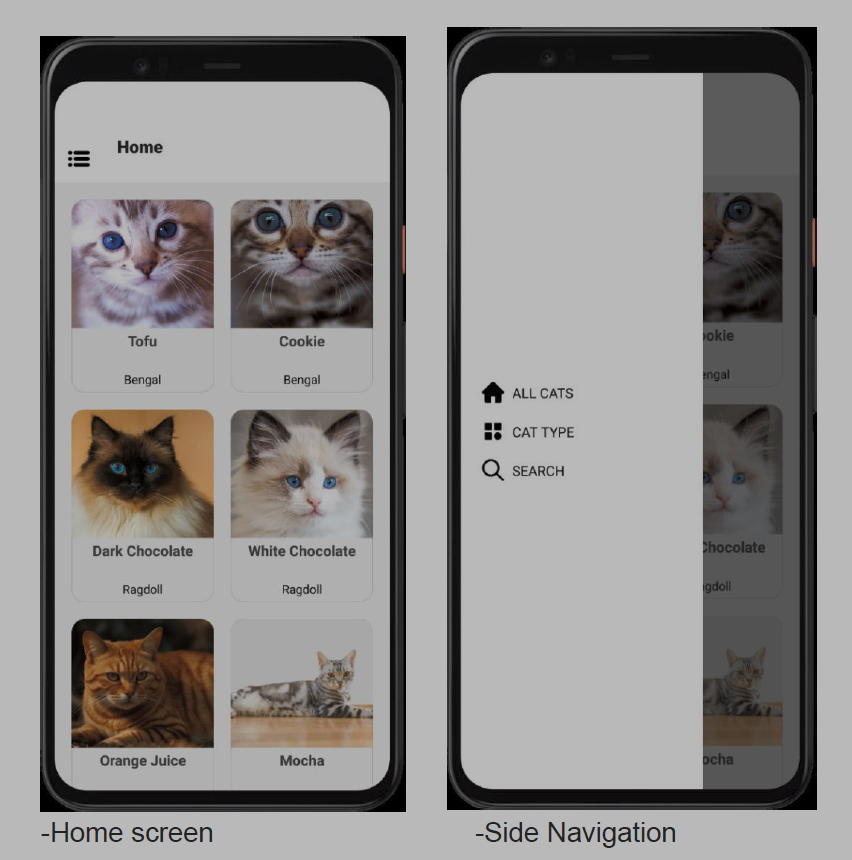 Home
Tofu
Cookie
Bengal
Bengal
Dark Chocolate
White Chocolate
Ragdoll
Ragdoll
Orange Juice
Mocha
-Home screen
ookie
engal
ALL CATS
CAT TYPE
SEARCH
Chocolate
gdoll
ocha
-Side Navigation